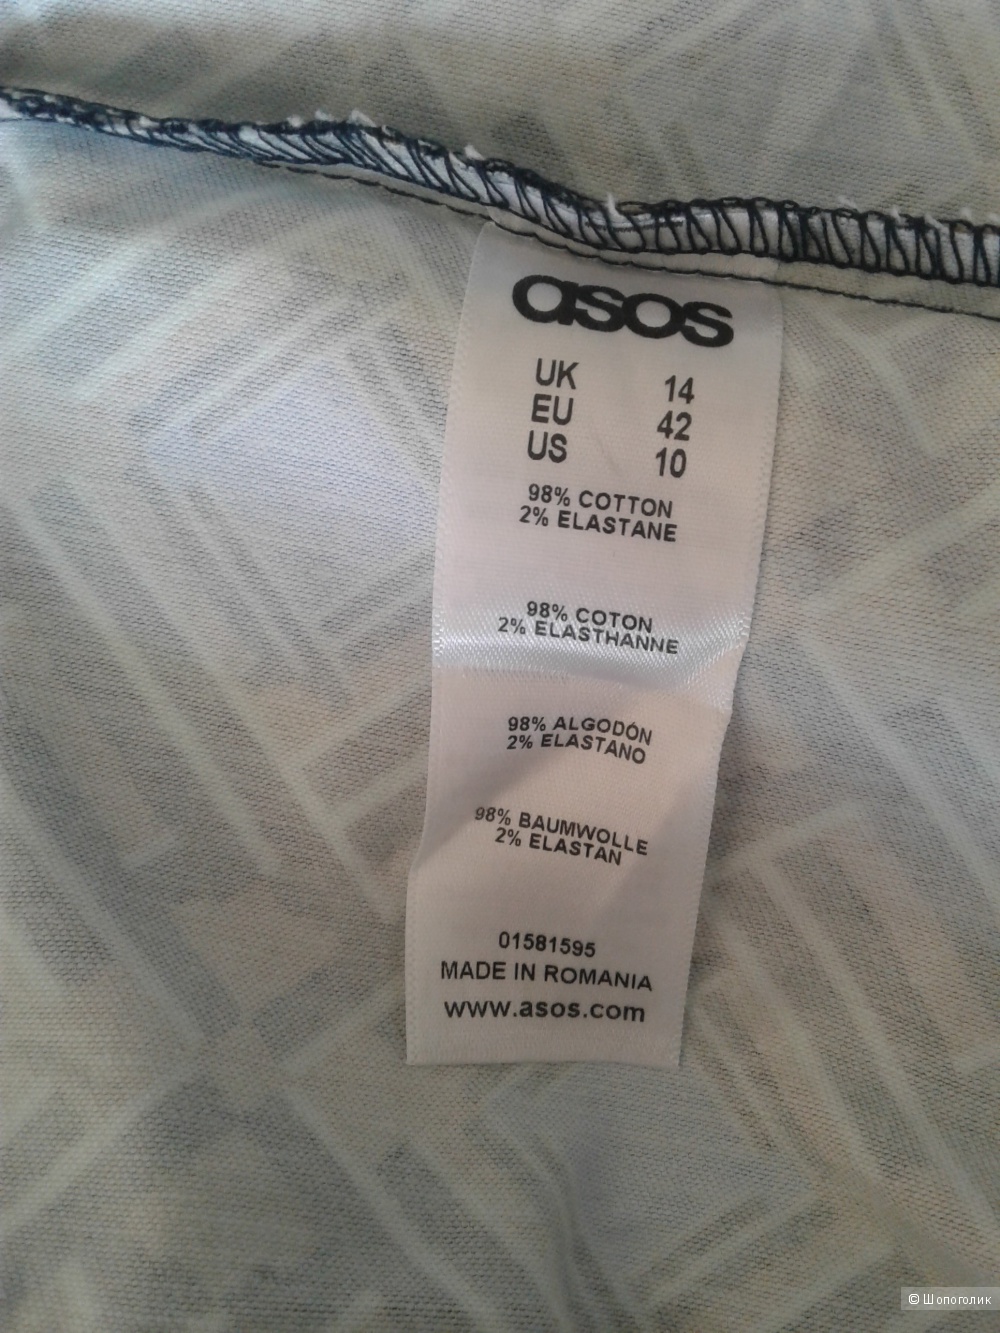 asos
UK 14
EU 42
US 10
98% COTTON
2% ELASTANE
98% COTON
2% ELASTHANNE
98% ALGODÓN
2% ELASTANO
98% BAUMWOLLE
2% ELASTAN
01581595
MADE IN ROMANIA
www.asos.com
© Шопоголик